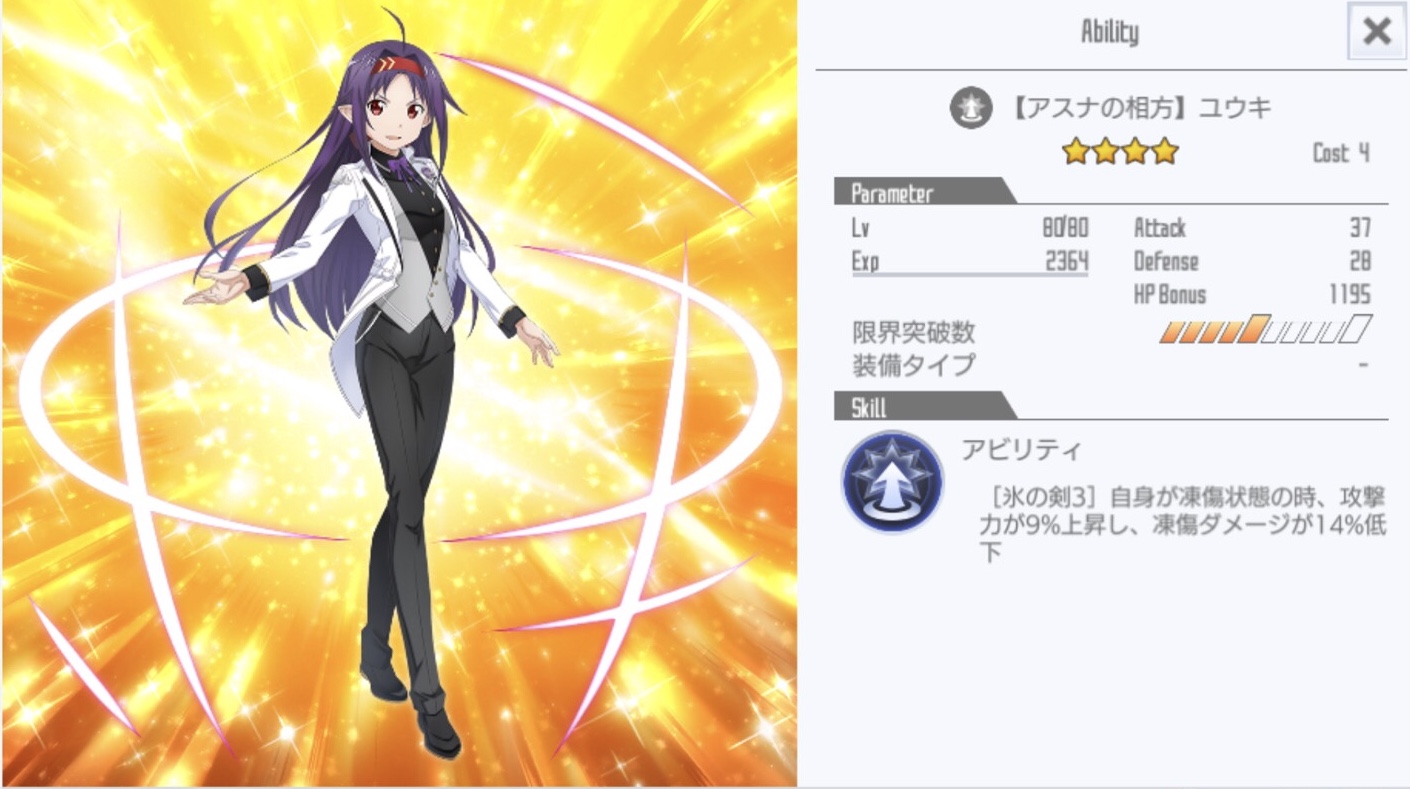 Ability
【アスナの相方】ユウキ
Cost 4
Parameter
Lv 80/80 Attack 37
Exp 2364 Defense 28
HP Bonus 1195
限界突破数
装備タイプ -
Skill
アビリティ
［氷の剣3］自身が凍傷状態の時、攻撃
力が9%上昇し、凍傷ダメージが14%低
下